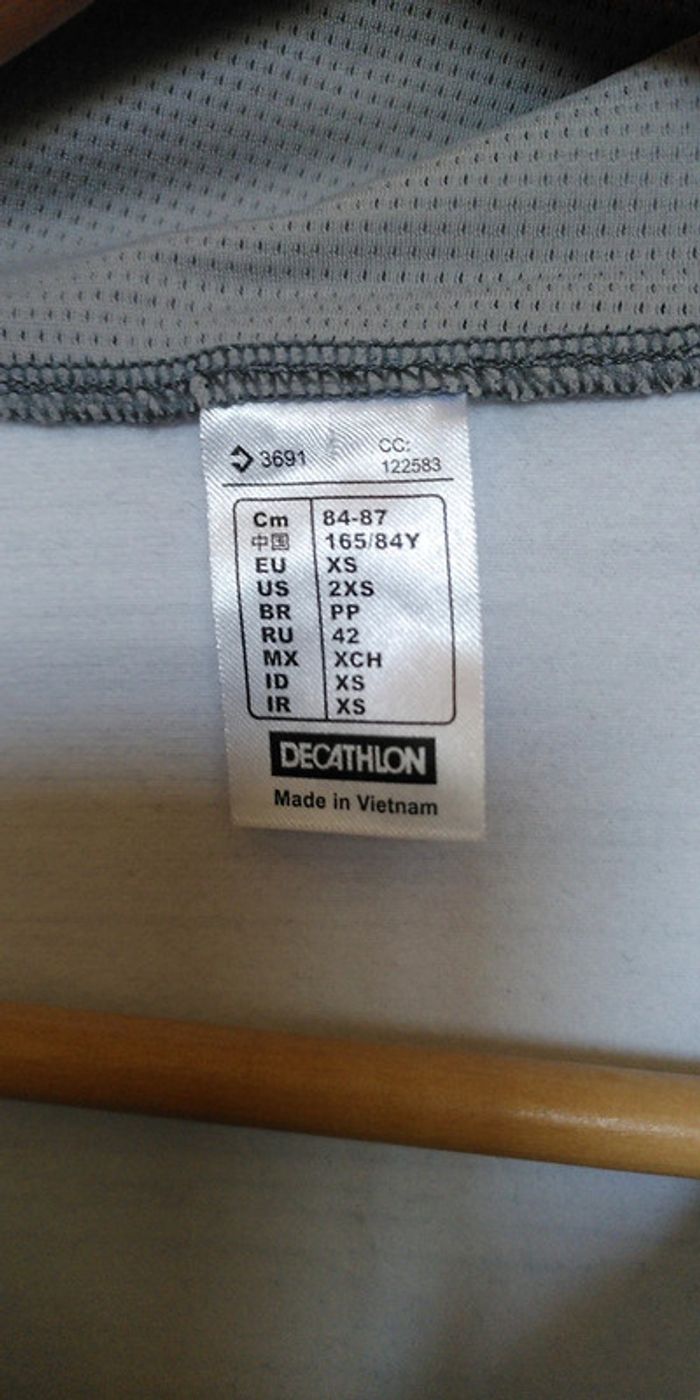 3691 CC:
122583
Cm 84-87
中国 165/84Y
EU XS
US 2XS
BR PP
RU 42
MX XCH
ID XS
IR XS
DECATHLON
Made in Vietnam